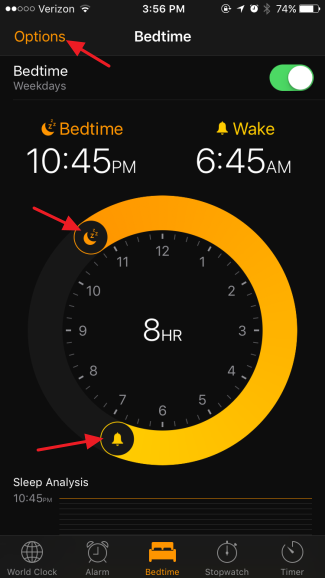 Verizon 3:56 PM 74%
Options Bedtime
Bedtime
Weekdays
Bedtime Wake
10:45PM 6:45AM
12
11 1
10 2
9 3
8HR
8 4
7 5
6
Sleep Analysis
10:45PM
World Clock Alarm Bedtime Stopwatch Timer